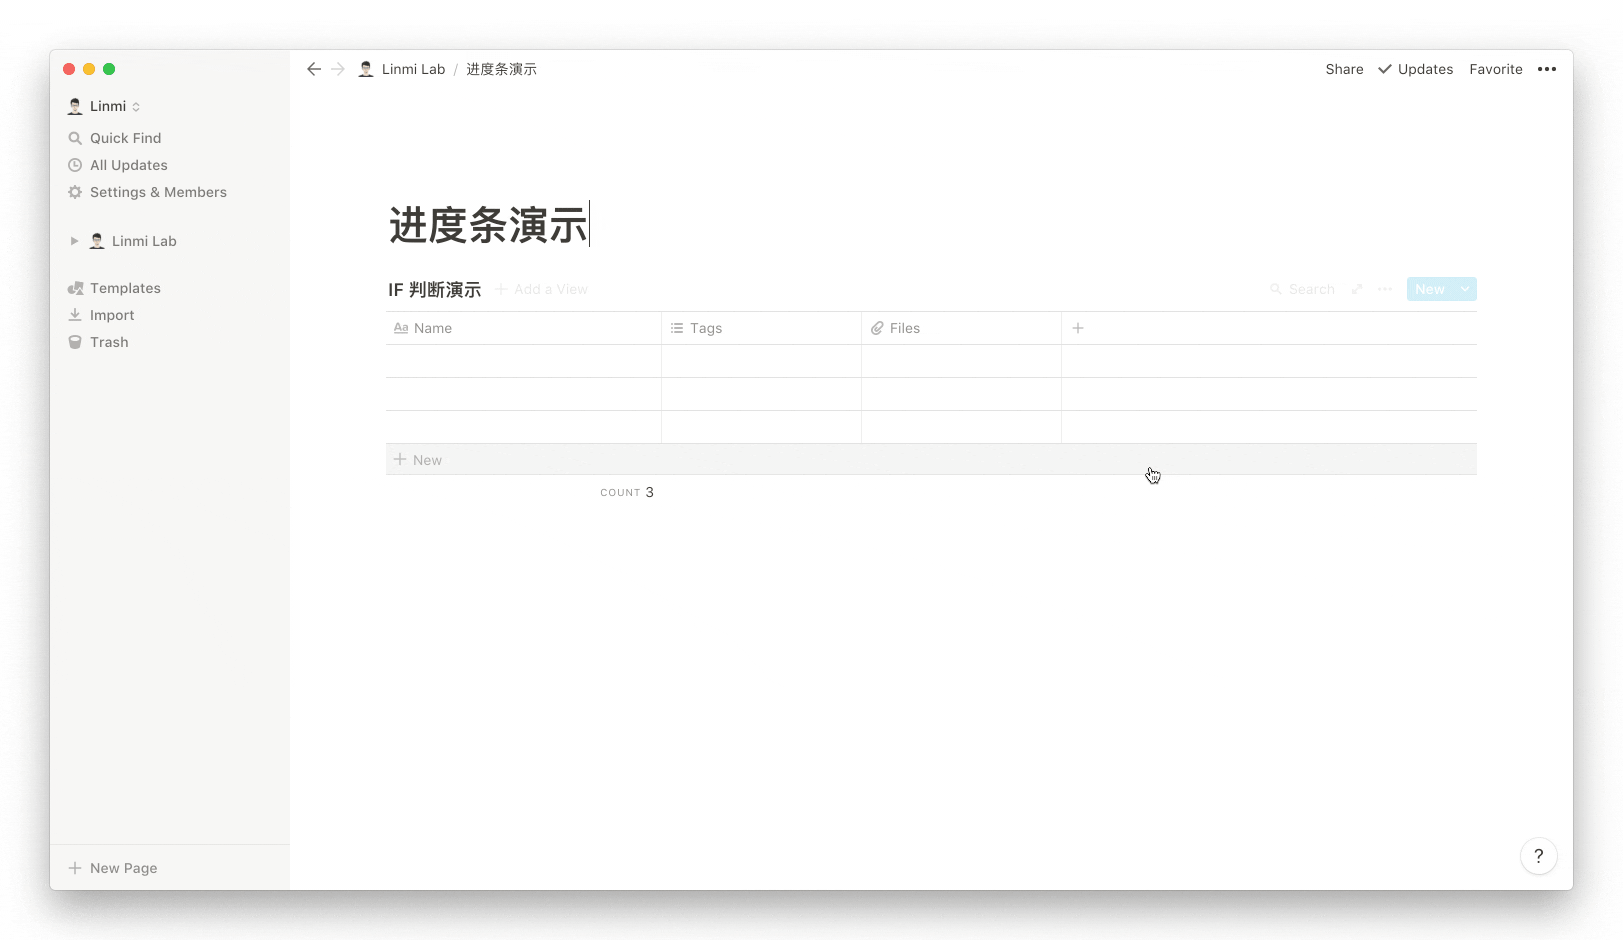 Linmi
Quick Find
All Updates
Settings & Members
Linmi Lab
Templates
Import
Trash
New Page
Linmi Lab / 进度条演示
Share Updates Favorite •••
进度条演示
IF 判断演示 + Add a View Search ••• New
Aa Name Tags Files +
+ New
COUNT 3
?